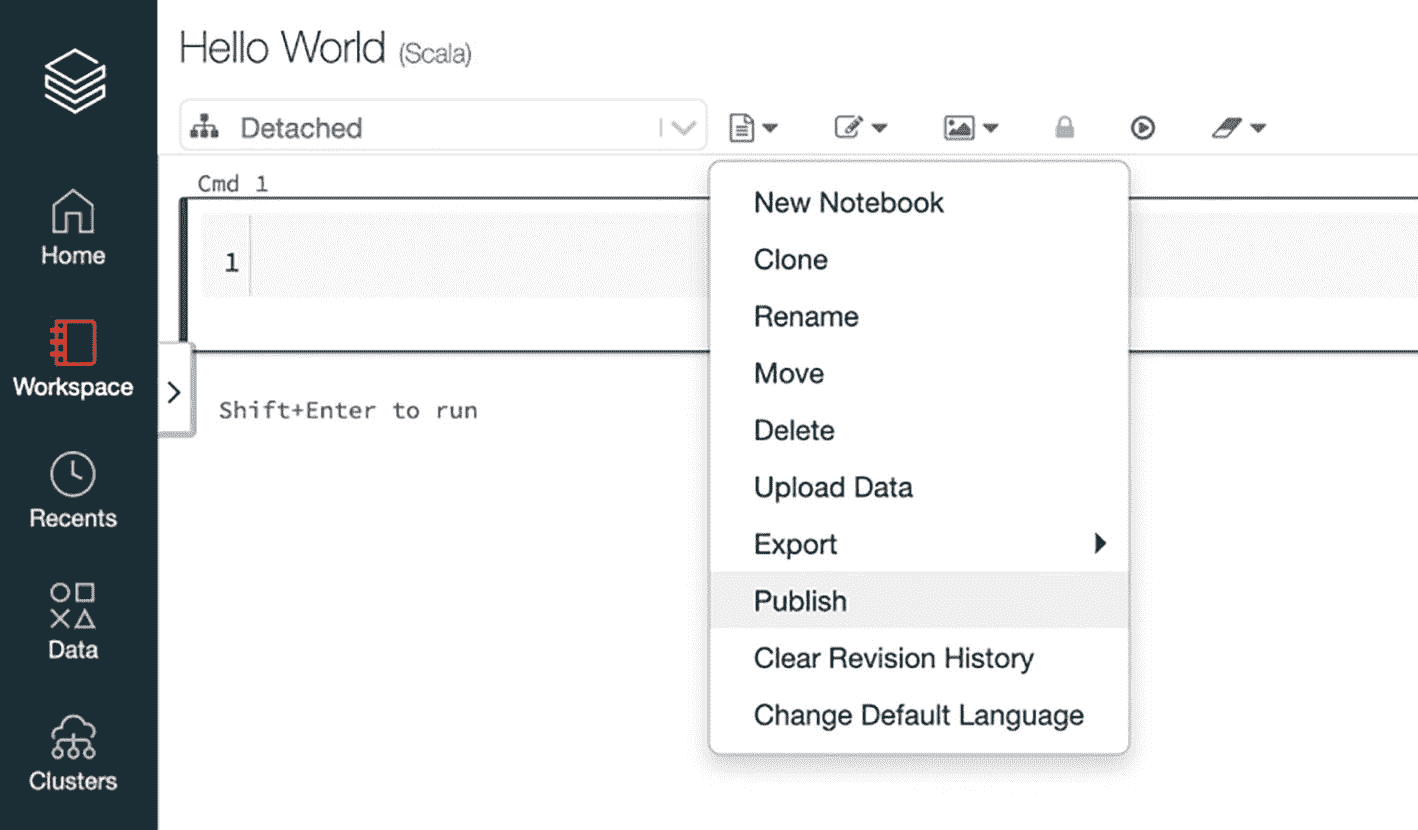 Hello World (Scala)
Detached
Cmd 1
1
Shift+Enter to run
Home
Workspace
Recents
Data
Clusters
New Notebook
Clone
Rename
Move
Delete
Upload Data
Export
Publish
Clear Revision History
Change Default Language